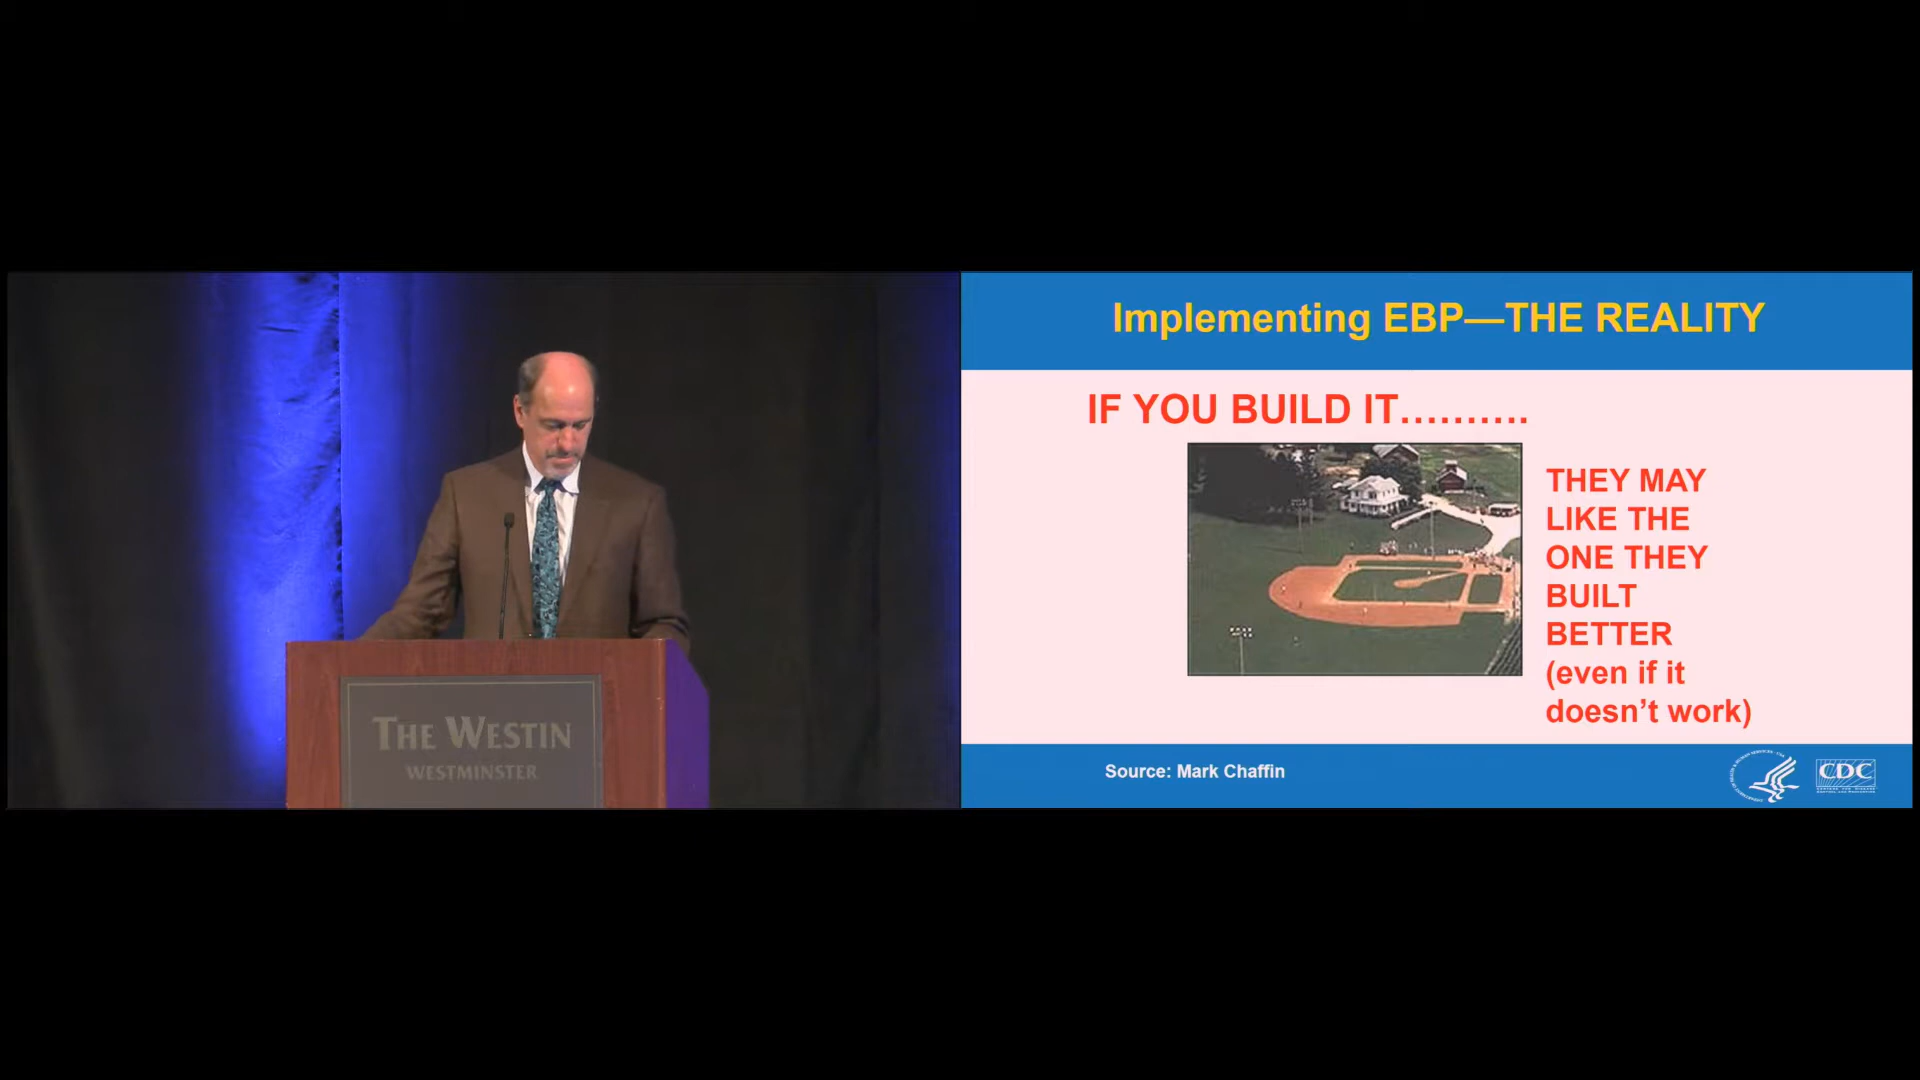 Implementing EBP—THE REALITY
IF YOU BUILD IT……….
THEY MAY
LIKE THE
ONE THEY
BUILT
BETTER
(even if it
doesn’t work)
THE WESTIN
WESTMINSTER
Source: Mark Chaffin
CDC